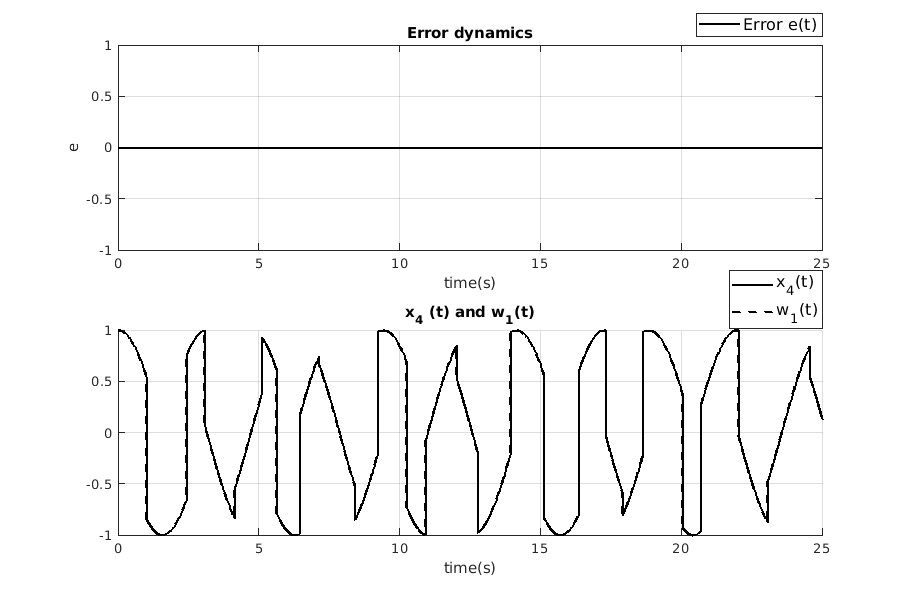 Error e(t)
Error dynamics
1
0.5
0
-0.5
-1
e
0 5 10 15 20 25
time(s)
x4(t)
w1(t)
x4 (t) and w1(t)
1
0.5
0
-0.5
-1
0 5 10 15 20 25
time(s)